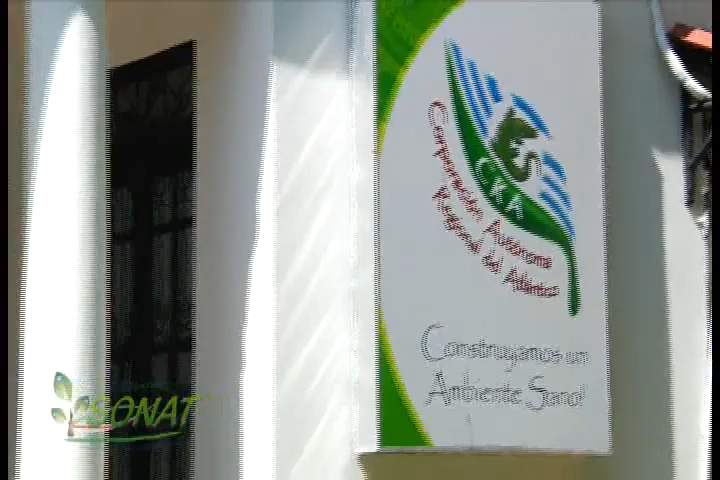 CRA
Corporación Autónoma
Regional del Atlántico
Construyamos un
Ambiente Sano!
SONAT